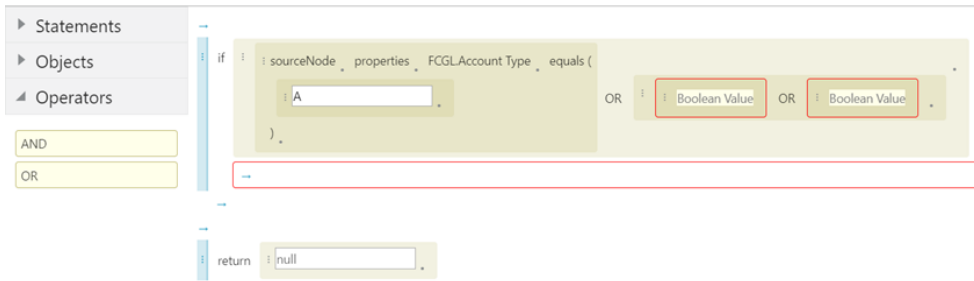 Statements
Objects
Operators
AND
OR
if sourceNode . properties . FCGL.Account Type . equals (
A
OR Boolean Value OR Boolean Value
)
return null